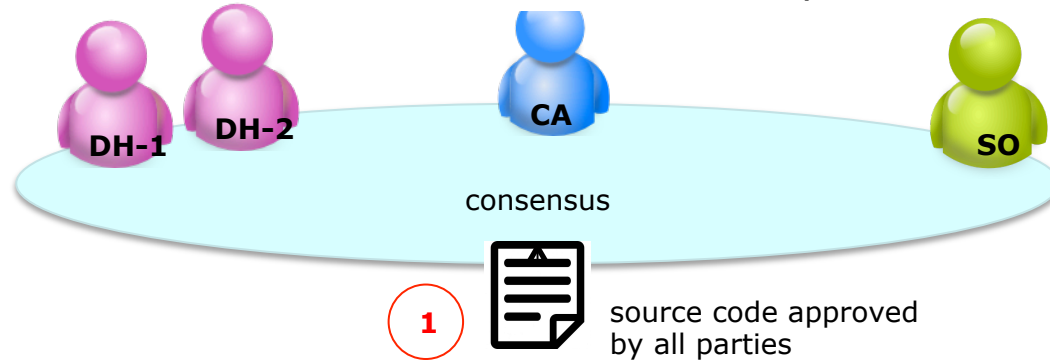 DH-1
DH-2
CA
SO
consensus
1
source code approved
by all parties